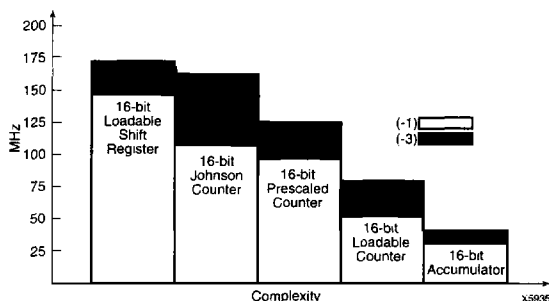 200
175
150
125
100
75
50
25
MHz
16-bit
Loadable
Shift
Register
16-bit
Johnson
Counter
16-bit
Prescaled
Counter
16-bit
Loadable
Counter
16-bit
Accumulator
(-1)
(-3)
Complexity
X5935